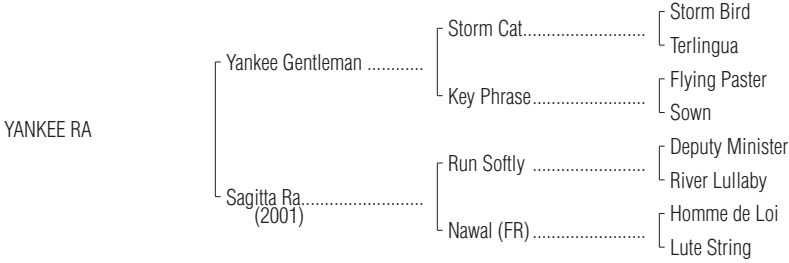 Storm Bird
Storm Cat..........................
Terlingua
Yankee Gentleman ............
Flying Paster
Key Phrase........................
Sown
YANKEE RA
Deputy Minister
Run Softly ........................
River Lullaby
Sagitta Ra..........................
(2001)
Homme de Loi
Nawal (FR) ........................
Lute String